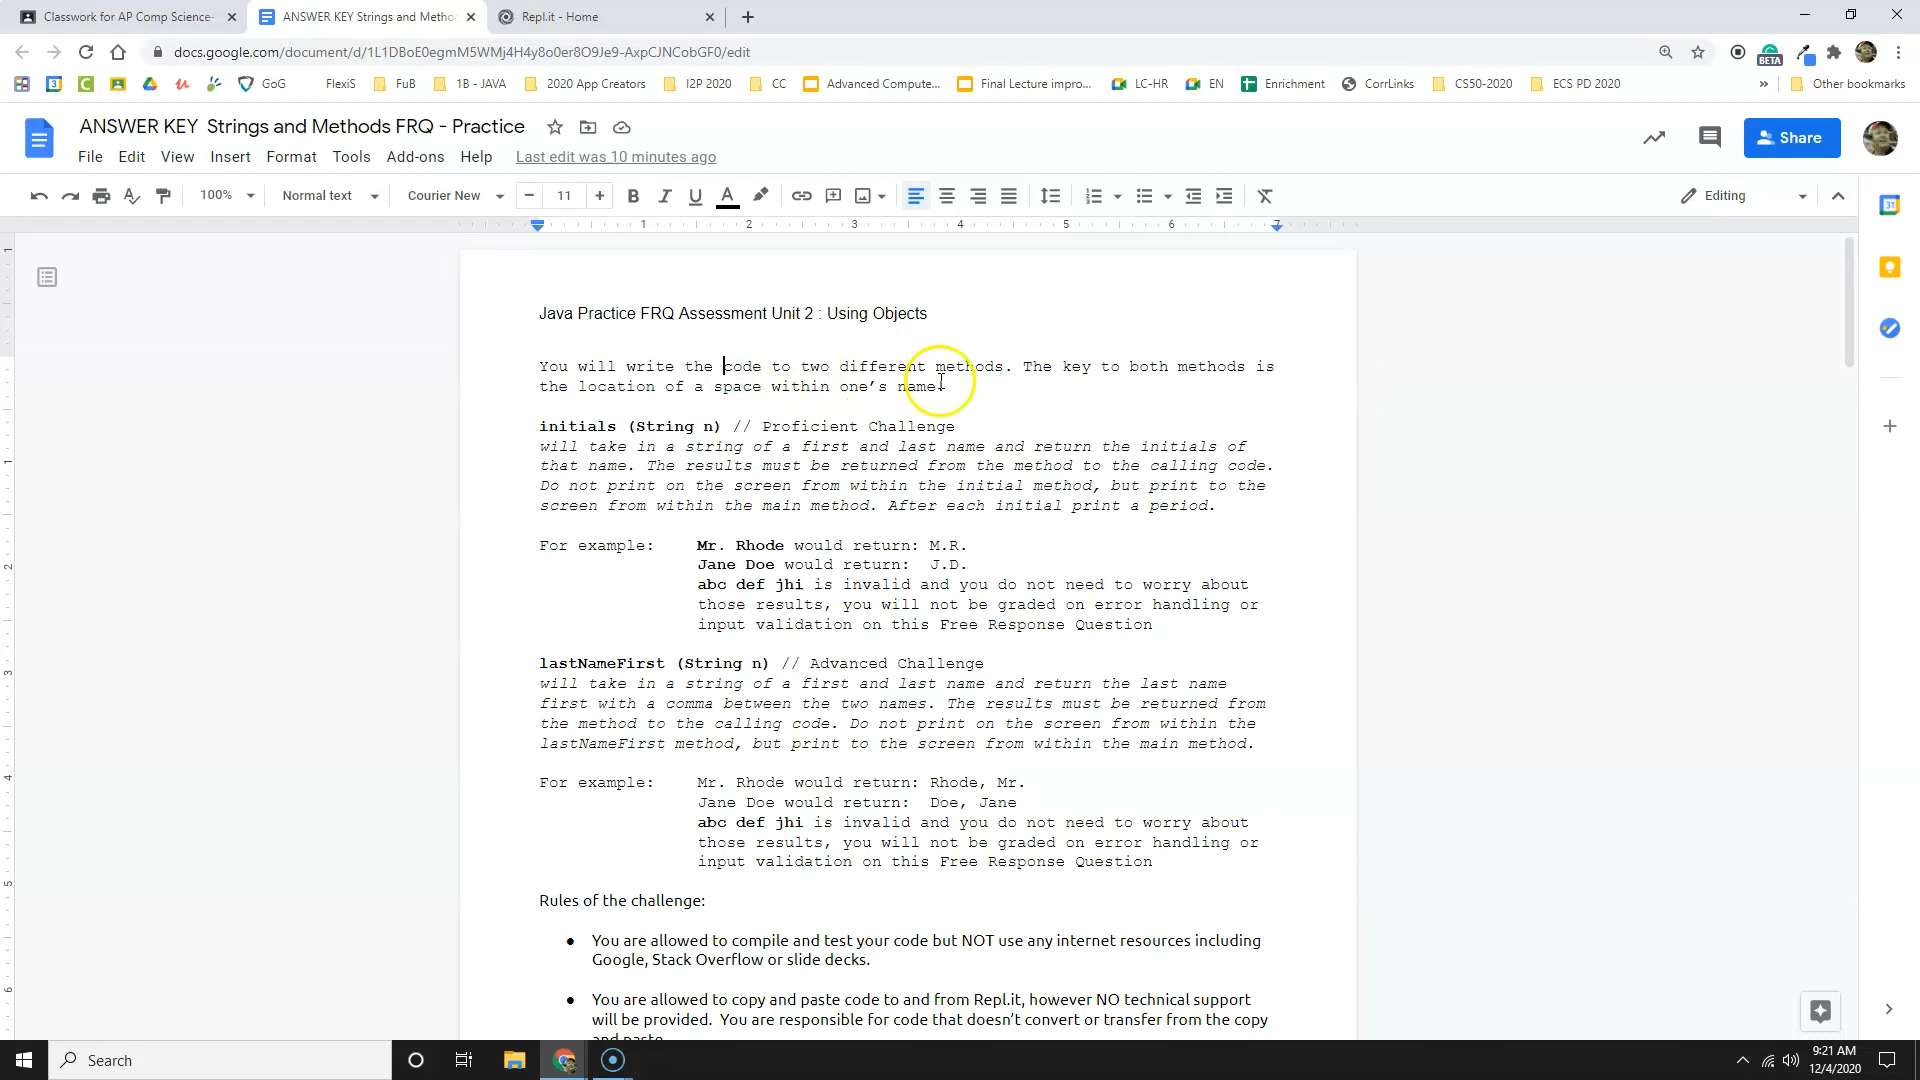 Classwork for AP Comp Science-
ANSWER KEY Strings and Metho
Repl.it - Home
docs.google.com/document/d/1L1DBoE0egmM5WMj4H4y8o0er8O9Je9-AxpCJNCobGF0/edit
BETA
GoG
FlexiS
FuB
1B - JAVA
2020 App Creators
I2P 2020
CC
Advanced Compute...
Final Lecture impro...
LC-HR
EN
Enrichment
CorrLinks
CS50-2020
ECS PD 2020
»
Other bookmarks
ANSWER KEY Strings and Methods FRQ - Practice
Share
File Edit View Insert Format Tools Add-ons Help Last edit was 10 minutes ago
100% Normal text Courier New 11 Editing
1 2 3 4 5 6 7
Java Practice FRQ Assessment Unit 2 : Using Objects
You will write the code to two different methods. The key to both methods is
the location of a space within one's name.
initials (String n) // Proficient Challenge
will take in a string of a first and last name and return the initials of
that name. The results must be returned from the method to the calling code.
Do not print on the screen from within the initial method, but print to the
screen from within the main method. After each initial print a period.
For example: Mr. Rhode would return: M.R.
Jane Doe would return: J.D.
abc def jhi is invalid and you do not need to worry about
those results, you will not be graded on error handling or
input validation on this Free Response Question
lastNameFirst (String n) // Advanced Challenge
will take in a string of a first and last name and return the last name
first with a comma between the two names. The results must be returned from
the method to the calling code. Do not print on the screen from within the
lastNameFirst method, but print to the screen from within the main method.
For example: Mr. Rhode would return: Rhode, Mr.
Jane Doe would return: Doe, Jane
abc def jhi is invalid and you do not need to worry about
those results, you will not be graded on error handling or
input validation on this Free Response Question
Rules of the challenge:
● You are allowed to compile and test your code but NOT use any internet resources including
Google, Stack Overflow or slide decks.
● You are allowed to copy and paste code to and from Repl.it, however NO technical support
will be provided. You are responsible for code that doesn't convert or transfer from the copy
and paste
Search
9:21 AM
12/4/2020